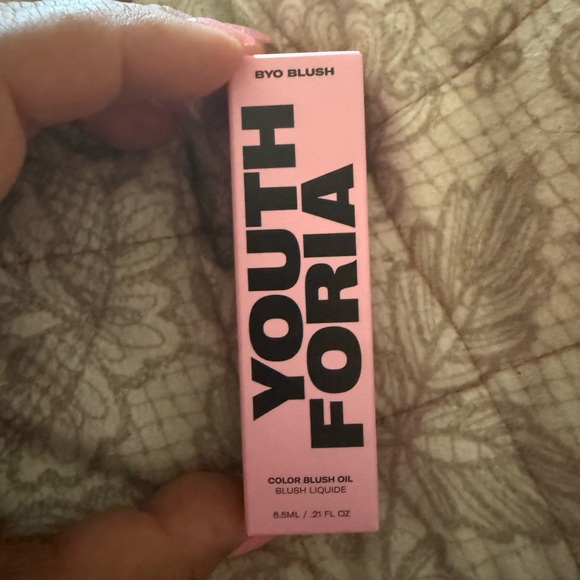 BYO BLUSH
YOUTH
FORIA
COLOR BLUSH OIL
BLUSH LIQUIDE
6.5ML / .21 FL OZ